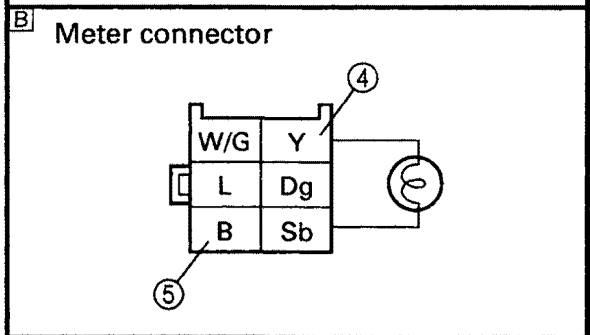 B
Meter connector
④
W/G Y
L Dg
B Sb
⑤